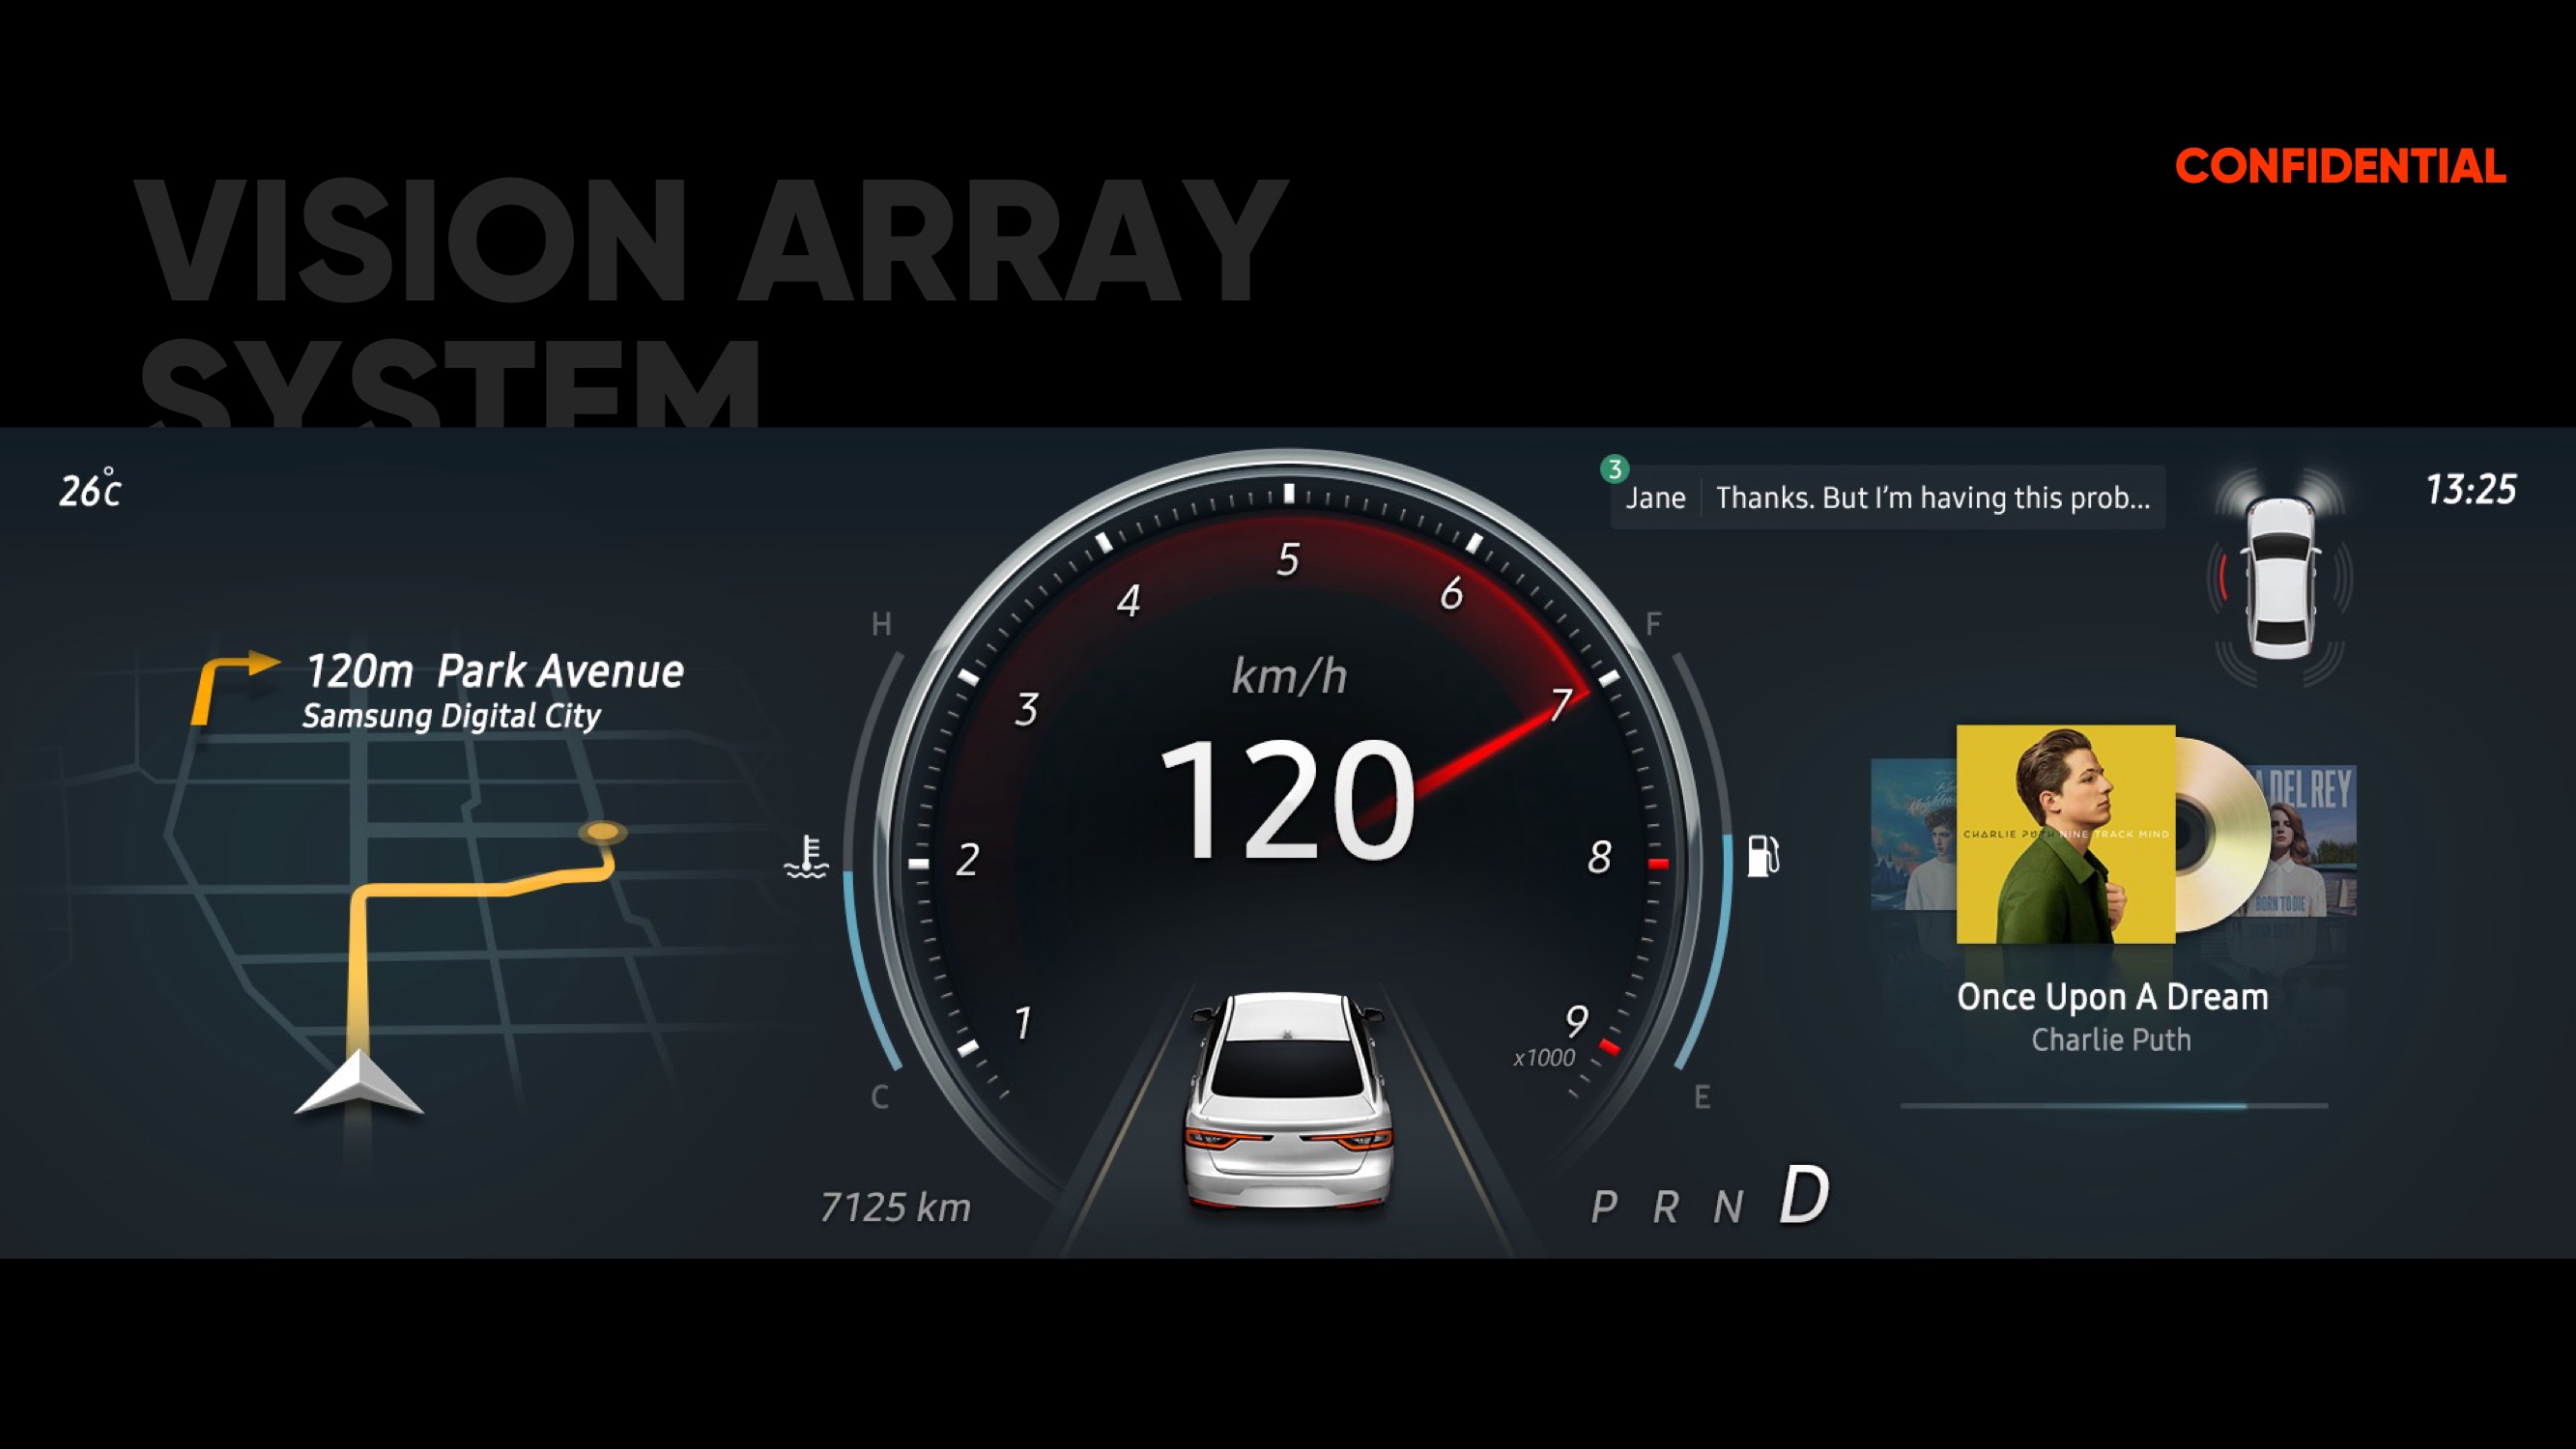 CONFIDENTIAL
VISION ARRAY
SYSTEM
26°C
3
Jane Thanks. But I'm having this prob...
13:25
120m Park Avenue
Samsung Digital City
H
C
1
2
3
4
5
6
7
8
9
x1000
km/h
120
F
E
7125 km
P R N D
CHARLIE PUTH NINE TRACK MIND
DEL REY
BORN TO DIE
Once Upon A Dream
Charlie Puth